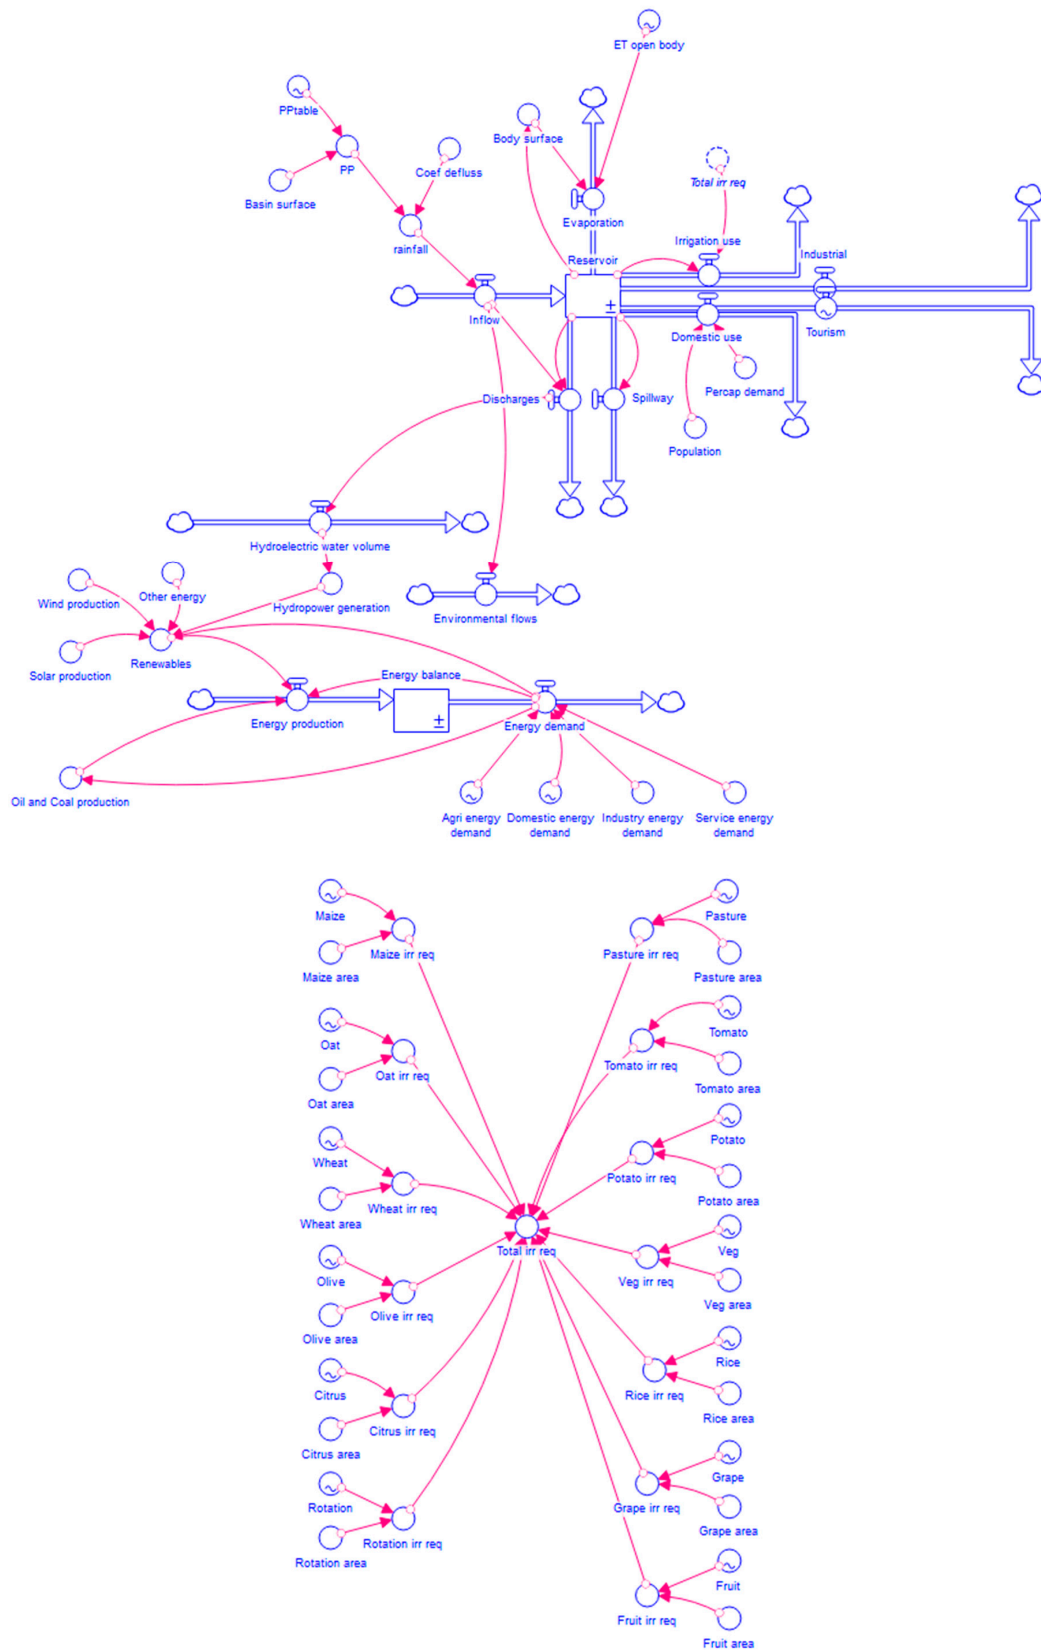 ET open body
PPtable
Body surface
PP
Coef defluss
Basin surface
Total irr req
Evaporation
rainfall
Irrigation use
Industrial
Reservoir
Inflow
±
Domestic use
Tourism
Percap demand
Discharges
Spillway
Population
Hydroelectric water volume
Wind production
Other energy
Hydropower generation
Environmental flows
Renewables
Solar production
Energy balance
Energy production
±
Energy demand
Oil and Coal production
Agri energy
demand
Domestic energy
demand
Industry energy
demand
Service energy
demand
Maize
Pasture
Maize irr req
Pasture irr req
Maize area
Pasture area
Oat
Tomato
Oat irr req
Tomato irr req
Oat area
Tomato area
Wheat
Potato
Wheat irr req
Potato irr req
Wheat area
Potato area
Total irr req
Veg
Olive
Veg irr req
Olive irr req
Veg area
Olive area
Rice
Citrus
Rice irr req
Citrus irr req
Rice area
Citrus area
Grape
Rotation
Grape irr req
Rotation irr req
Grape area
Rotation area
Fruit
Fruit irr req
Fruit area